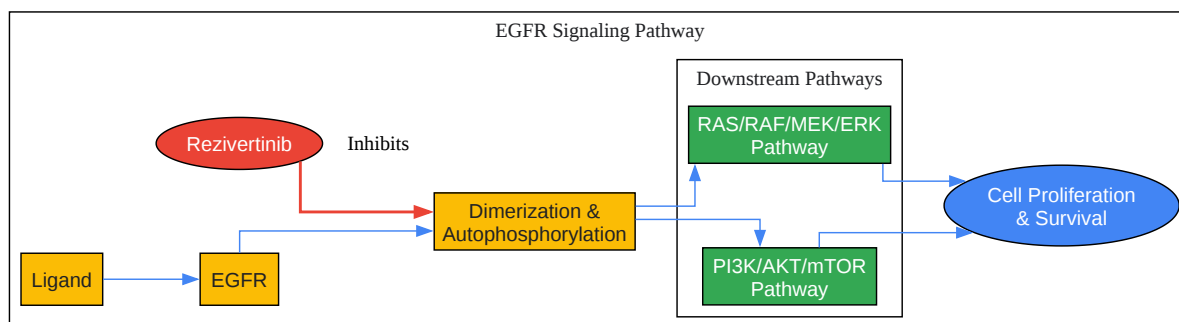 EGFR Signaling Pathway
Downstream Pathways
Rezivertinib
Inhibits
RAS/RAF/MEK/ERK
Pathway
Dimerization &
Autophosphorylation
Cell Proliferation
& Survival
Ligand
EGFR
PI3K/AKT/mTOR
Pathway